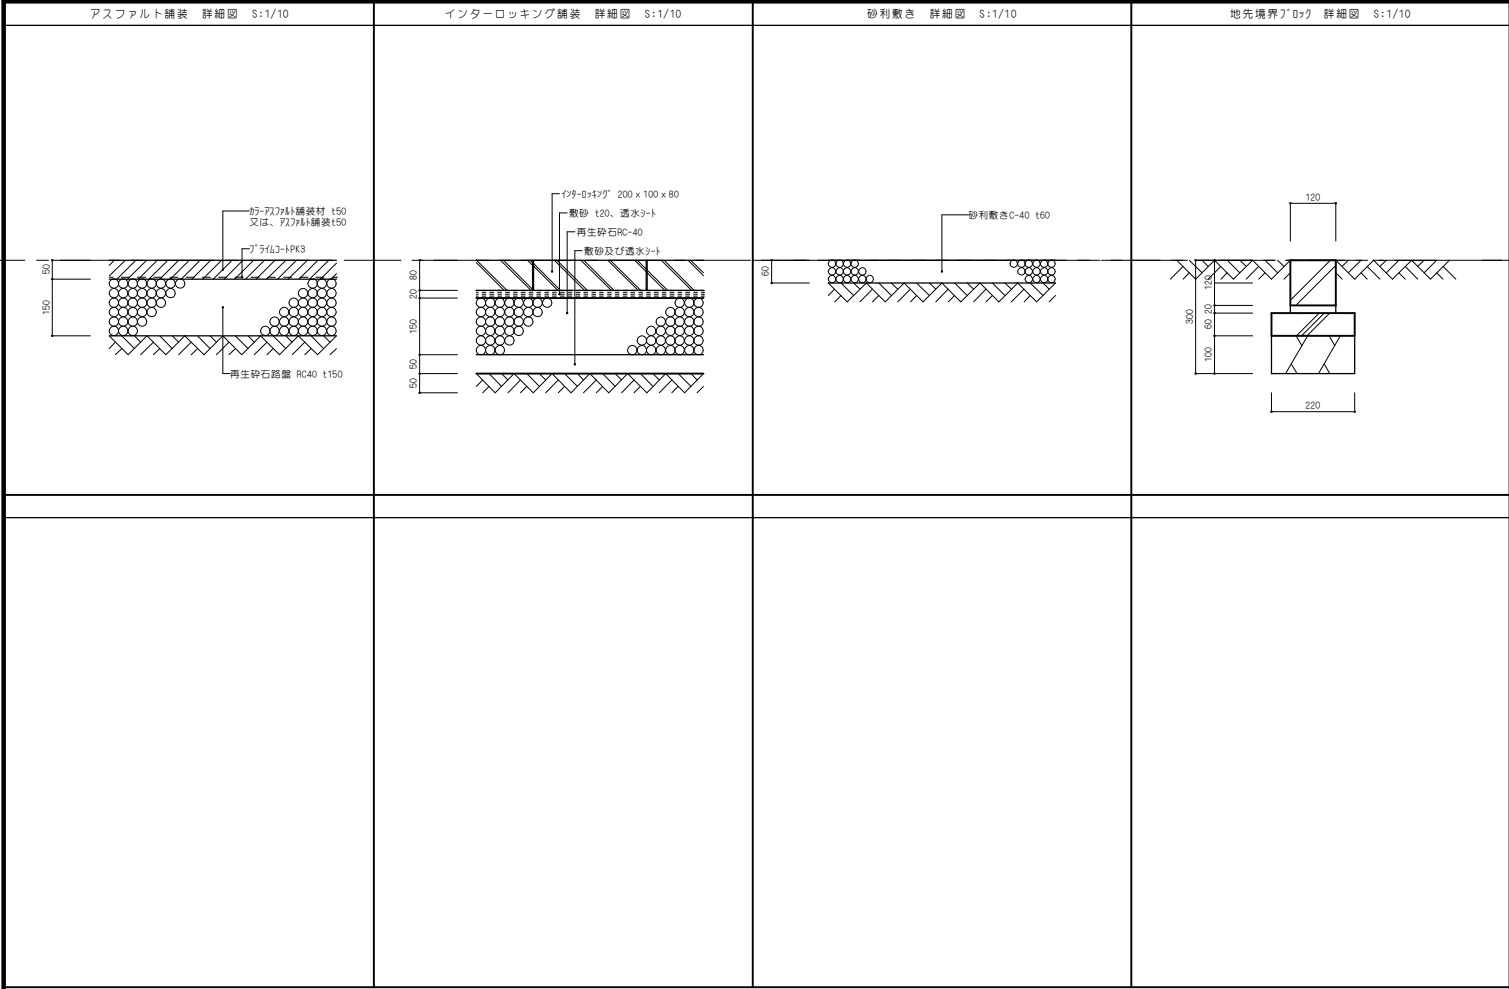 アスファルト舗装　詳細図　S:1/10
カラーアスファルト舗装材 t50
又は、アスファルト舗装t50
プライムコートPK3
50
150
再生砕石路盤 RC40 t150
インターロッキング舗装　詳細図　S:1/10
インターロッキング 200 x 100 x 80
敷砂 t20、透水シート
再生砕石RC-40
敷砂及び透水シート
80
20
150
50
50
砂利敷き　詳細図　S:1/10
砂利敷きC-40 t60
60
地先境界ブロック　詳細図　S:1/10
120
120
20
60
100
300
220